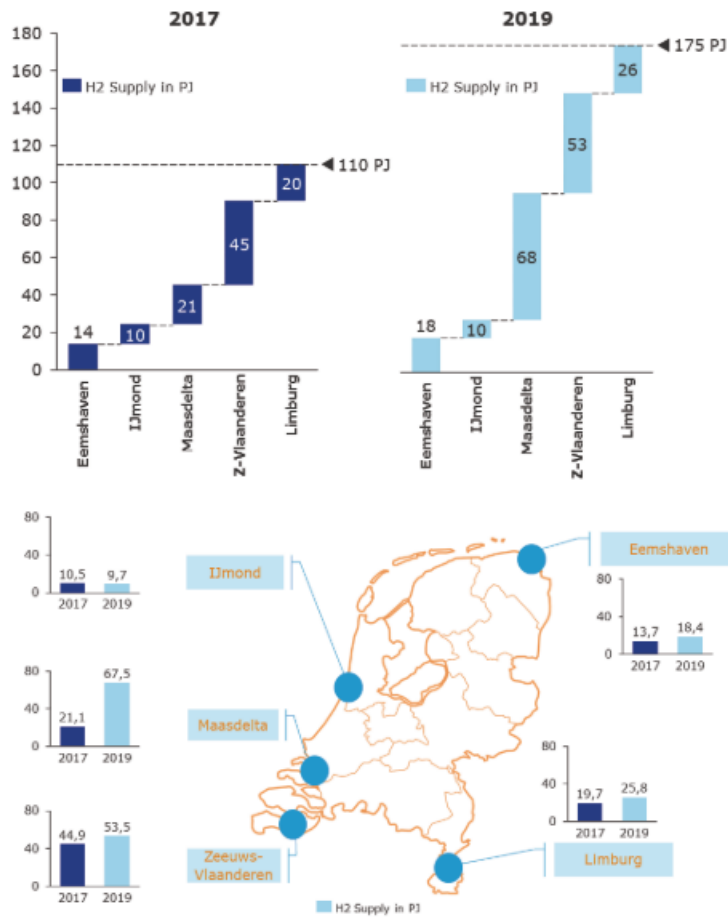 2017
2019
180
160
140
120
100
80
60
40
20
0
H2 Supply in PJ
110 PJ
14
10
21
45
20
Eemshaven
IJmond
Maasdelta
Z-Vlaanderen
Limburg
H2 Supply in PJ
175 PJ
18
10
68
53
26
Eemshaven
IJmond
Maasdelta
Z-Vlaanderen
Limburg
80
40
0
10,5 9,7
2017 2019
IJmond
Eemshaven
80
40
0
13,7 18,4
2017 2019
80
40
0
21,1 67,5
2017 2019
Maasdelta
80
40
0
19,7 25,8
2017 2019
80
40
0
44,9 53,5
2017 2019
Zeeuws-
Vlaanderen
LImburg
H2 Supply in PJ